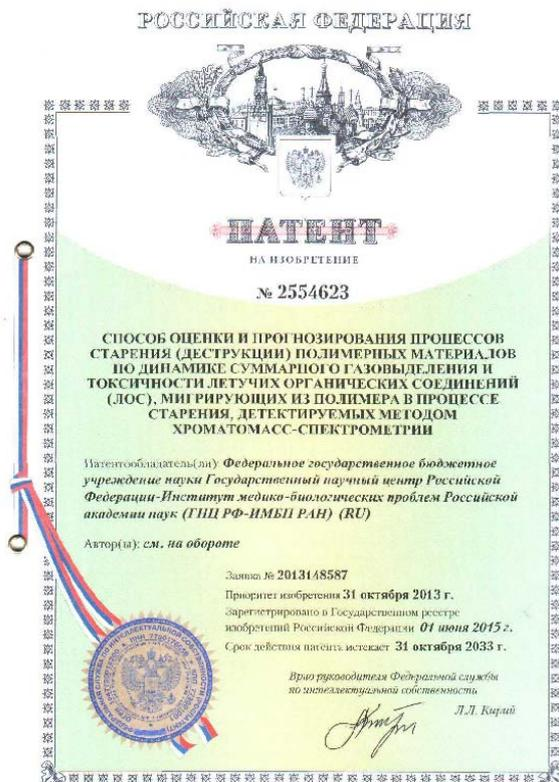 РОССИЙСКАЯ ФЕДЕРАЦИЯ
ПАТЕНТ
НА ИЗОБРЕТЕНИЕ
№ 2554623
СПОСОБ ОЦЕНКИ И ПРОГНОЗИРОВАНИЯ ПРОЦЕССОВ
СТАРЕНИЯ (ДЕСТРУКЦИИ) ПОЛИМЕРНЫХ МАТЕРИАЛОВ
ПО ДИНАМИКЕ СУММАРНОГО ГАЗОВЫДЕЛЕНИЯ И
ТОКСИЧНОСТИ ЛЕТУЧИХ ОРГАНИЧЕСКИХ СОЕДИНЕНИЙ
(ЛОС), МИГРИРУЮЩИХ ИЗ ПОЛИМЕРА В ПРОЦЕССЕ
СТАРЕНИЯ, ДЕТЕКТИРУЕМЫХ МЕТОДОМ
ХРОМАТОМАСС-СПЕКТРОМЕТРИИ
Патентообладатель(ли): Федеральное государственное бюджетное
учреждение науки Государственный научный центр Российской
Федерации-Институт медико-биологических проблем Российской
академии наук (ГНЦ РФ-ИМБП РАН) (RU)
Автор(ы): см. на обороте
Заявка № 2013148587
Приоритет изобретения 31 октября 2013 г.
Зарегистрировано в Государственном реестре
изобретений Российской Федерации 01 июня 2015 г.
Срок действия патента истекает 31 октября 2033 г.
Врио руководителя Федеральной службы
по интеллектуальной собственности
Л.Л. Кирий